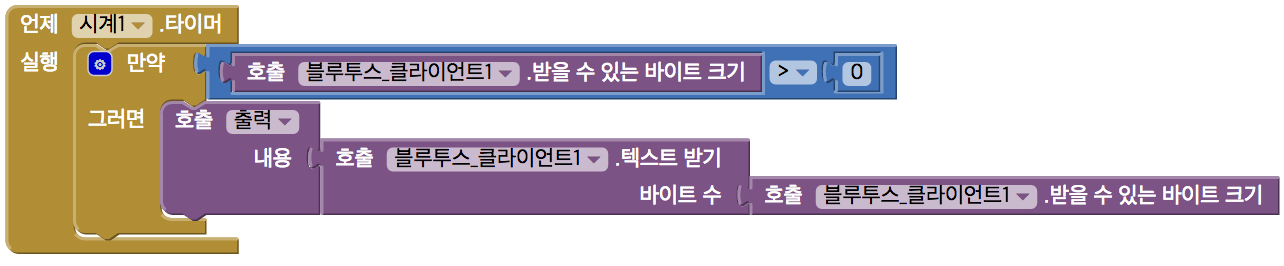 언제 시계1 .타이머
실행 만약 호출 블루투스_클라이언트1 .받을 수 있는 바이트 크기 > 0
그러면 호출 출력
내용 호출 블루투스_클라이언트1 .텍스트 받기
바이트 수 호출 블루투스_클라이언트1 .받을 수 있는 바이트 크기